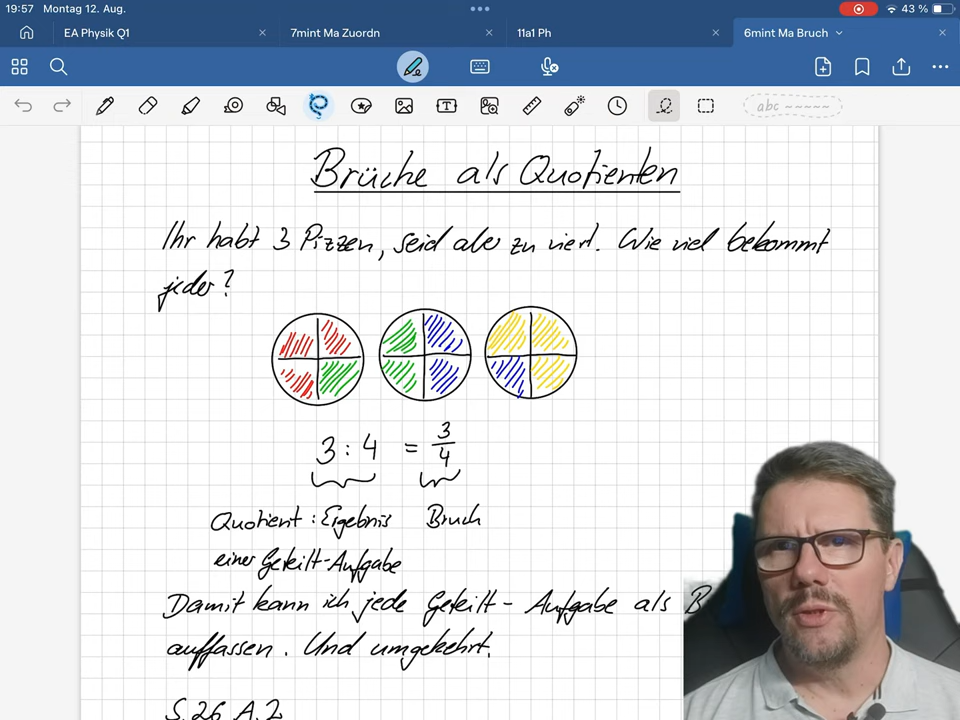 19:57 Montag 12. Aug. 43 %
EA Physik Q1
7mint Ma Zuordn
11a1 Ph
6mint Ma Bruch
abc
Brüche als Quotienten
Ihr habt 3 Pizzen, seid aber zu viert. Wie viel bekommt
jeder?
3 : 4 = 3/4
Quotient : Ergebnis Bruch
einer Geteilt-Aufgabe
Damit kann ich jede Geteilt - Aufgabe als B
auffassen. Und umgekehrt.
S.26 A.2